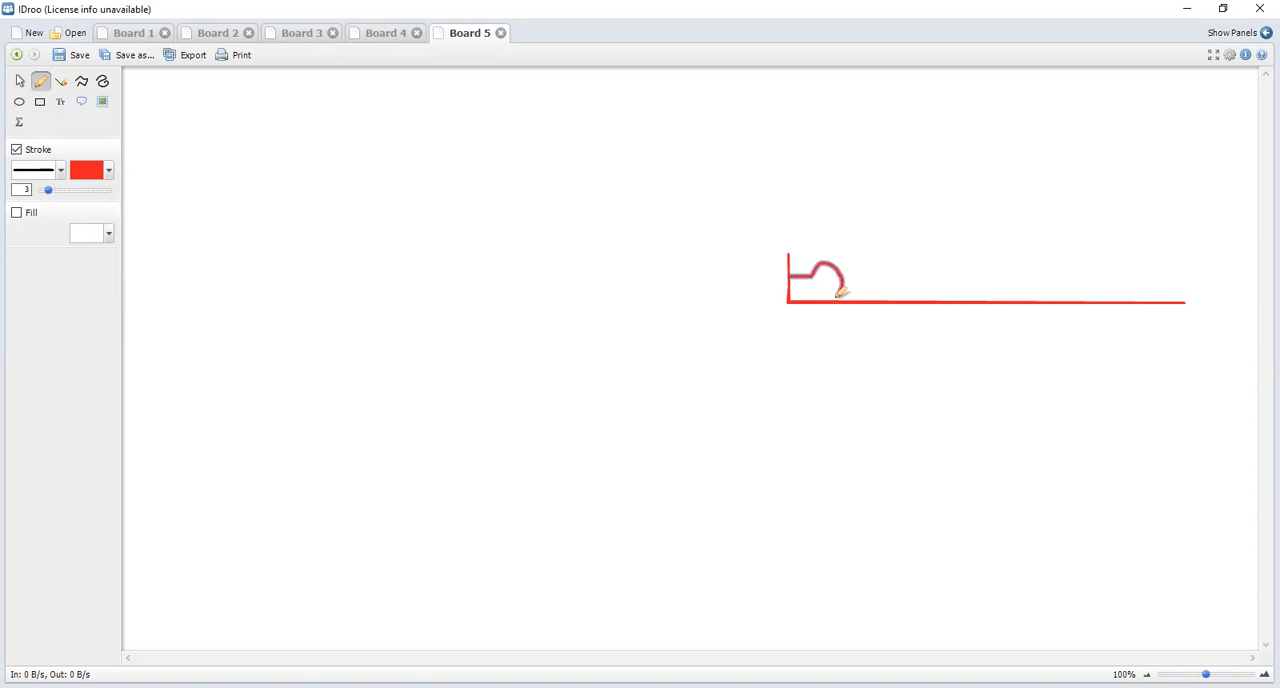 IDroo (License info unavailable)
New Open Board 1 Board 2 Board 3 Board 4 Board 5 Show Panels
Save Save as... Export Print
Tr
Σ
Stroke
3
Fill
In: 0 B/s, Out: 0 B/s 100%